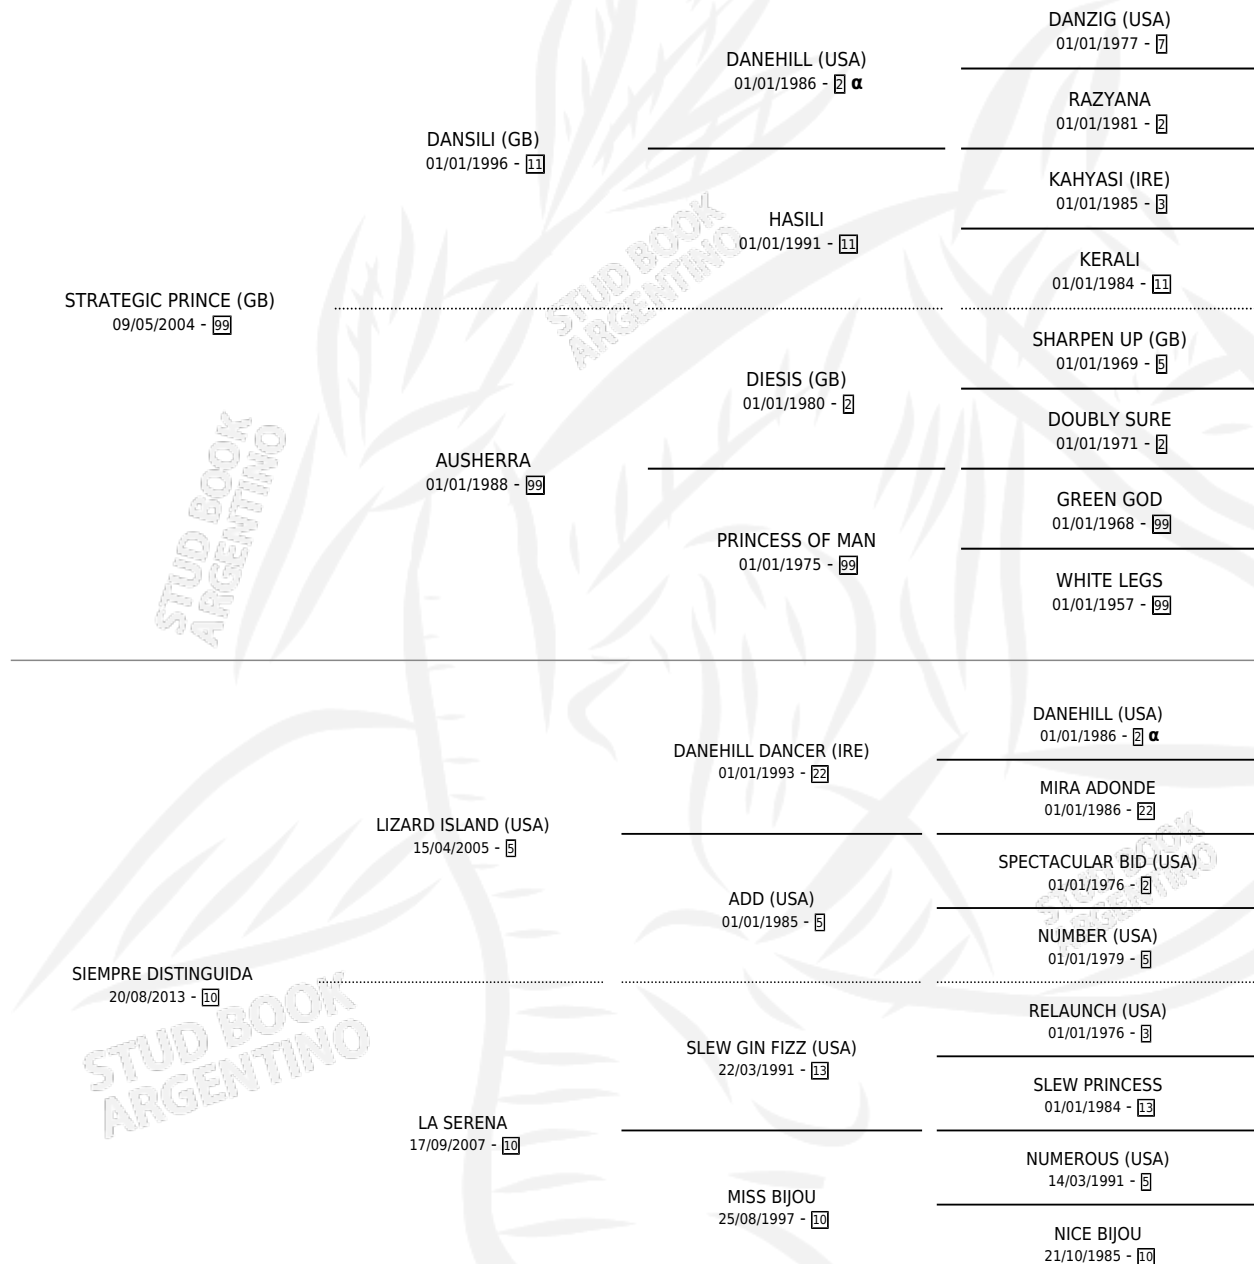 DANZIG (USA)
01/01/1977 - 7
DANEHILL (USA)
01/01/1986 - 2 α
RAZYANA
01/01/1981 - 2
DANSILI (GB)
01/01/1996 - 11
KAHYASI (IRE)
01/01/1985 - 3
HASILI
01/01/1991 - 11
KERALI
01/01/1984 - 11
STRATEGIC PRINCE (GB)
09/05/2004 - 99
STUD BOOK
ARGENTINO
SHARPEN UP (GB)
01/01/1969 - 5
DIESIS (GB)
01/01/1980 - 2
DOUBLY SURE
01/01/1971 - 2
AUSHERRA
01/01/1988 - 99
GREEN GOD
01/01/1968 - 99
PRINCESS OF MAN
01/01/1975 - 99
WHITE LEGS
01/01/1957 - 99
STUD BOOK
ARGENTINO
DANEHILL (USA)
01/01/1986 - 2 α
DANEHILL DANCER (IRE)
01/01/1993 - 22
MIRA ADONDE
01/01/1986 - 22
LIZARD ISLAND (USA)
15/04/2005 - 5
SPECTACULAR BID (USA)
01/01/1976 - 2
ADD (USA)
01/01/1985 - 5
NUMBER (USA)
01/01/1979 - 5
STUD BOOK
ARGENTINO
SIEMPRE DISTINGUIDA
20/08/2013 - 10
STUD BOOK
ARGENTINO
RELAUNCH (USA)
01/01/1976 - 3
SLEW GIN FIZZ (USA)
22/03/1991 - 13
SLEW PRINCESS
01/01/1984 - 13
LA SERENA
17/09/2007 - 10
NUMEROUS (USA)
14/03/1991 - 5
MISS BIJOU
25/08/1997 - 10
NICE BIJOU
21/10/1985 - 10